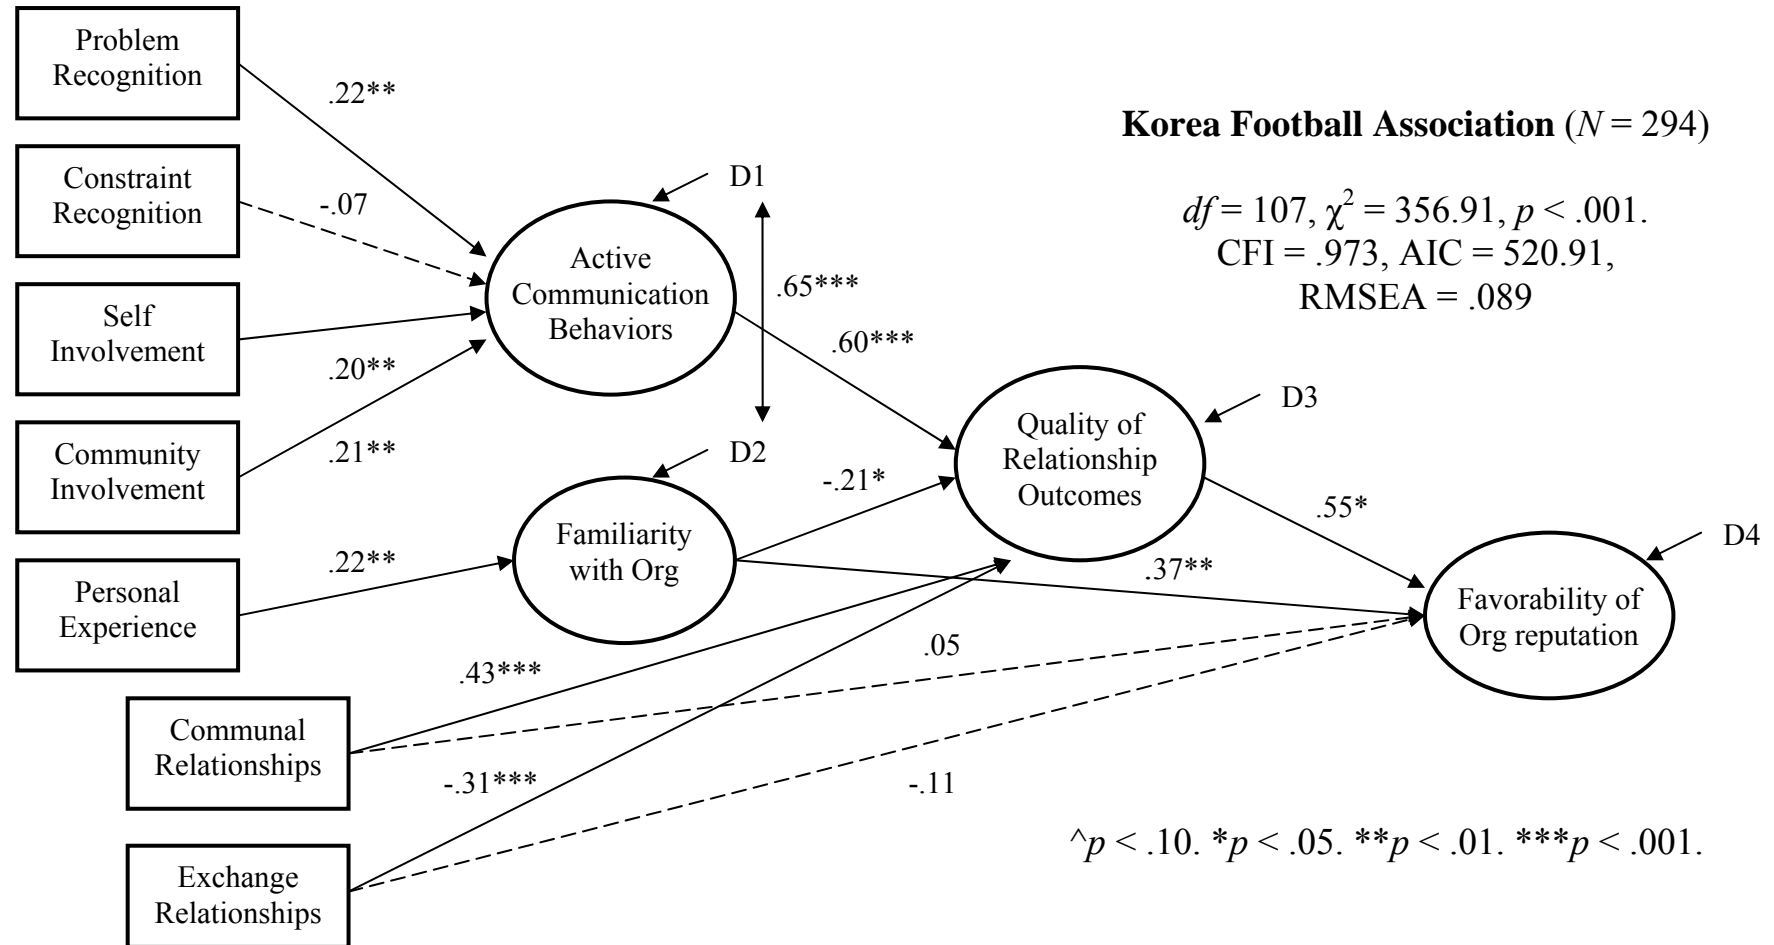 Problem
Recognition
.22**
Korea Football Association (N = 294)
Constraint
Recognition
-.07
D1
df = 107, χ² = 356.91, p < .001.
CFI = .973, AIC = 520.91,
RMSEA = .089
Active
Communication
Behaviors
.65***
Self
Involvement
.20**
.60***
Community
Involvement
.21**
D2
D3
Quality of
Relationship
Outcomes
-.21*
.55*
Personal
Experience
.22**
Familiarity
with Org
.37**
D4
Favorability of
Org reputation
.43***
.05
Communal
Relationships
-.31***
-.11
^p < .10. *p < .05. **p < .01. ***p < .001.
Exchange
Relationships